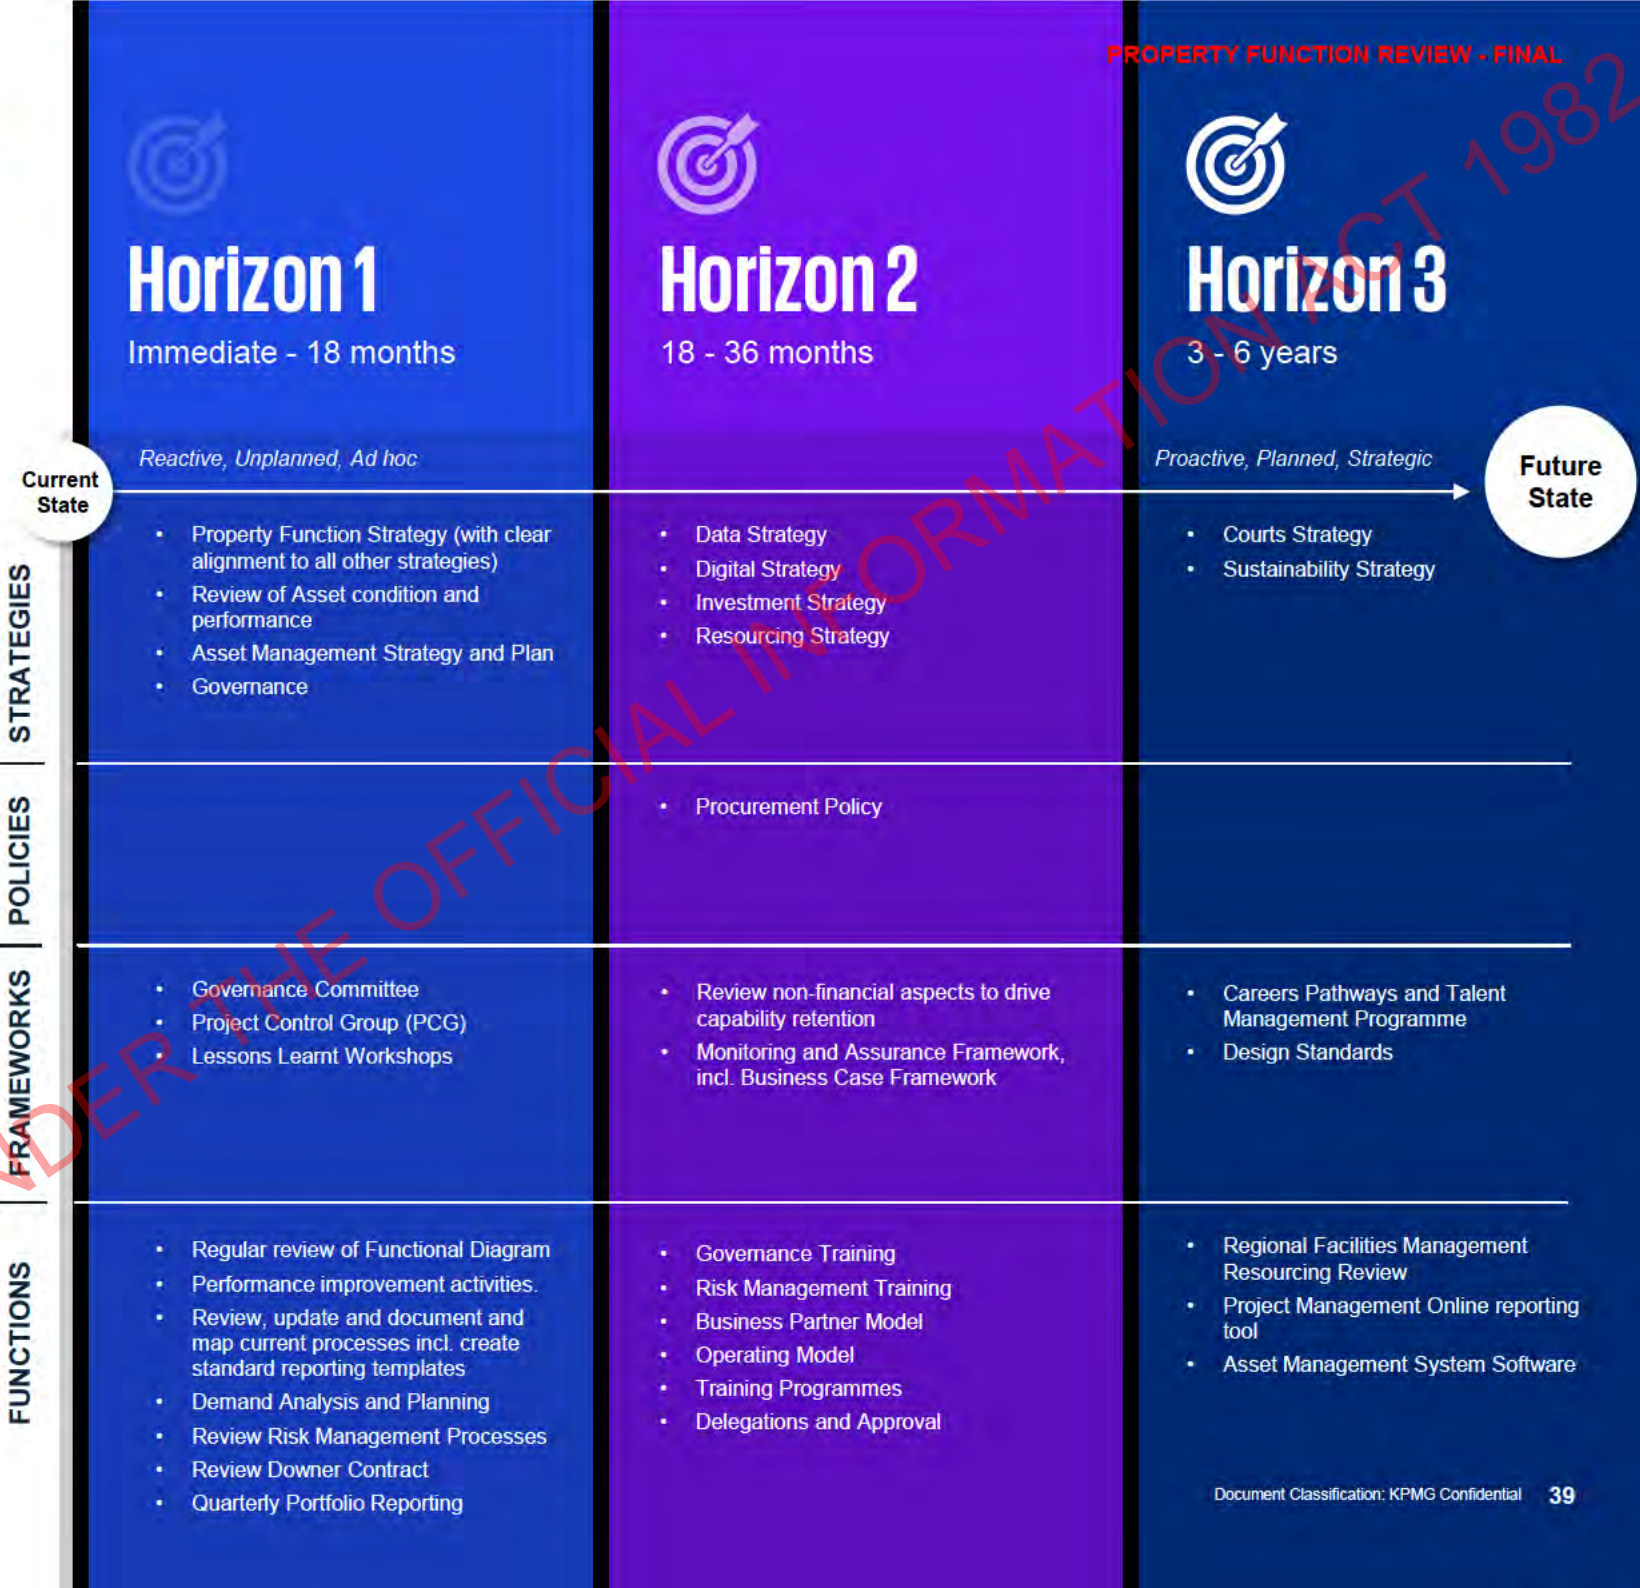 PROPERTY FUNCTION REVIEW - FINAL
Horizon 1
Immediate - 18 months
Horizon 2
18 - 36 months
Horizon 3
3 - 6 years
Current
State
Reactive, Unplanned, Ad hoc
Proactive, Planned, Strategic
Future
State
STRATEGIES
• Property Function Strategy (with clear
alignment to all other strategies)
• Review of Asset condition and
performance
• Asset Management Strategy and Plan
• Governance
• Data Strategy
• Digital Strategy
• Investment Strategy
• Resourcing Strategy
• Courts Strategy
• Sustainability Strategy
POLICIES
• Procurement Policy
FRAMEWORKS
• Governance Committee
• Project Control Group (PCG)
• Lessons Learnt Workshops
• Review non-financial aspects to drive
capability retention
• Monitoring and Assurance Framework,
incl. Business Case Framework
• Careers Pathways and Talent
Management Programme
• Design Standards
FUNCTIONS
• Regular review of Functional Diagram
• Performance improvement activities.
• Review, update and document and
map current processes incl. create
standard reporting templates
• Demand Analysis and Planning
• Review Risk Management Processes
• Review Downer Contract
• Quarterly Portfolio Reporting
• Governance Training
• Risk Management Training
• Business Partner Model
• Operating Model
• Training Programmes
• Delegations and Approval
• Regional Facilities Management
Resourcing Review
• Project Management Online reporting
tool
• Asset Management System Software
Document Classification: KPMG Confidential 39
NDER THE OFFICIAL INFORMATION ACT 1982